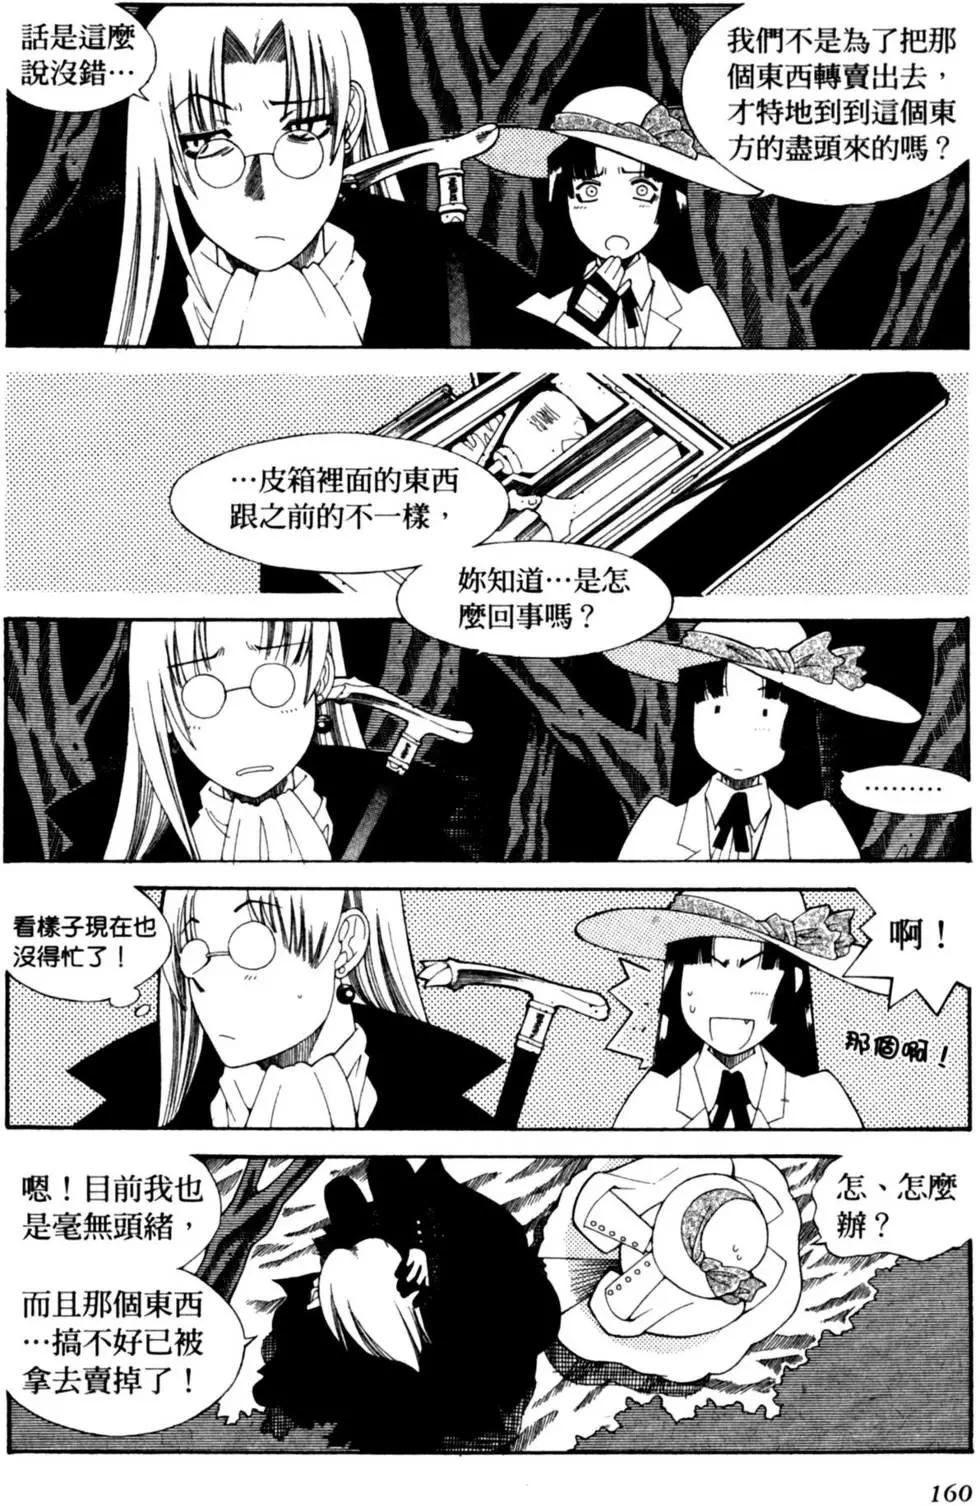 我們不是為了把那
個東西轉賣出去，
才特地到到這個東
方的盡頭來的嗎？
話是這麼
說沒錯…
…皮箱裡面的東西
跟之前的不一樣，
妳知道…是怎
麼回事嗎？
………
啊！
那個啊！
看樣子現在也
沒得忙了！
怎、怎麼
辦？
嗯！目前我也
是毫無頭緒，
而且那個東西
…搞不好已被
拿去賣掉了！
160